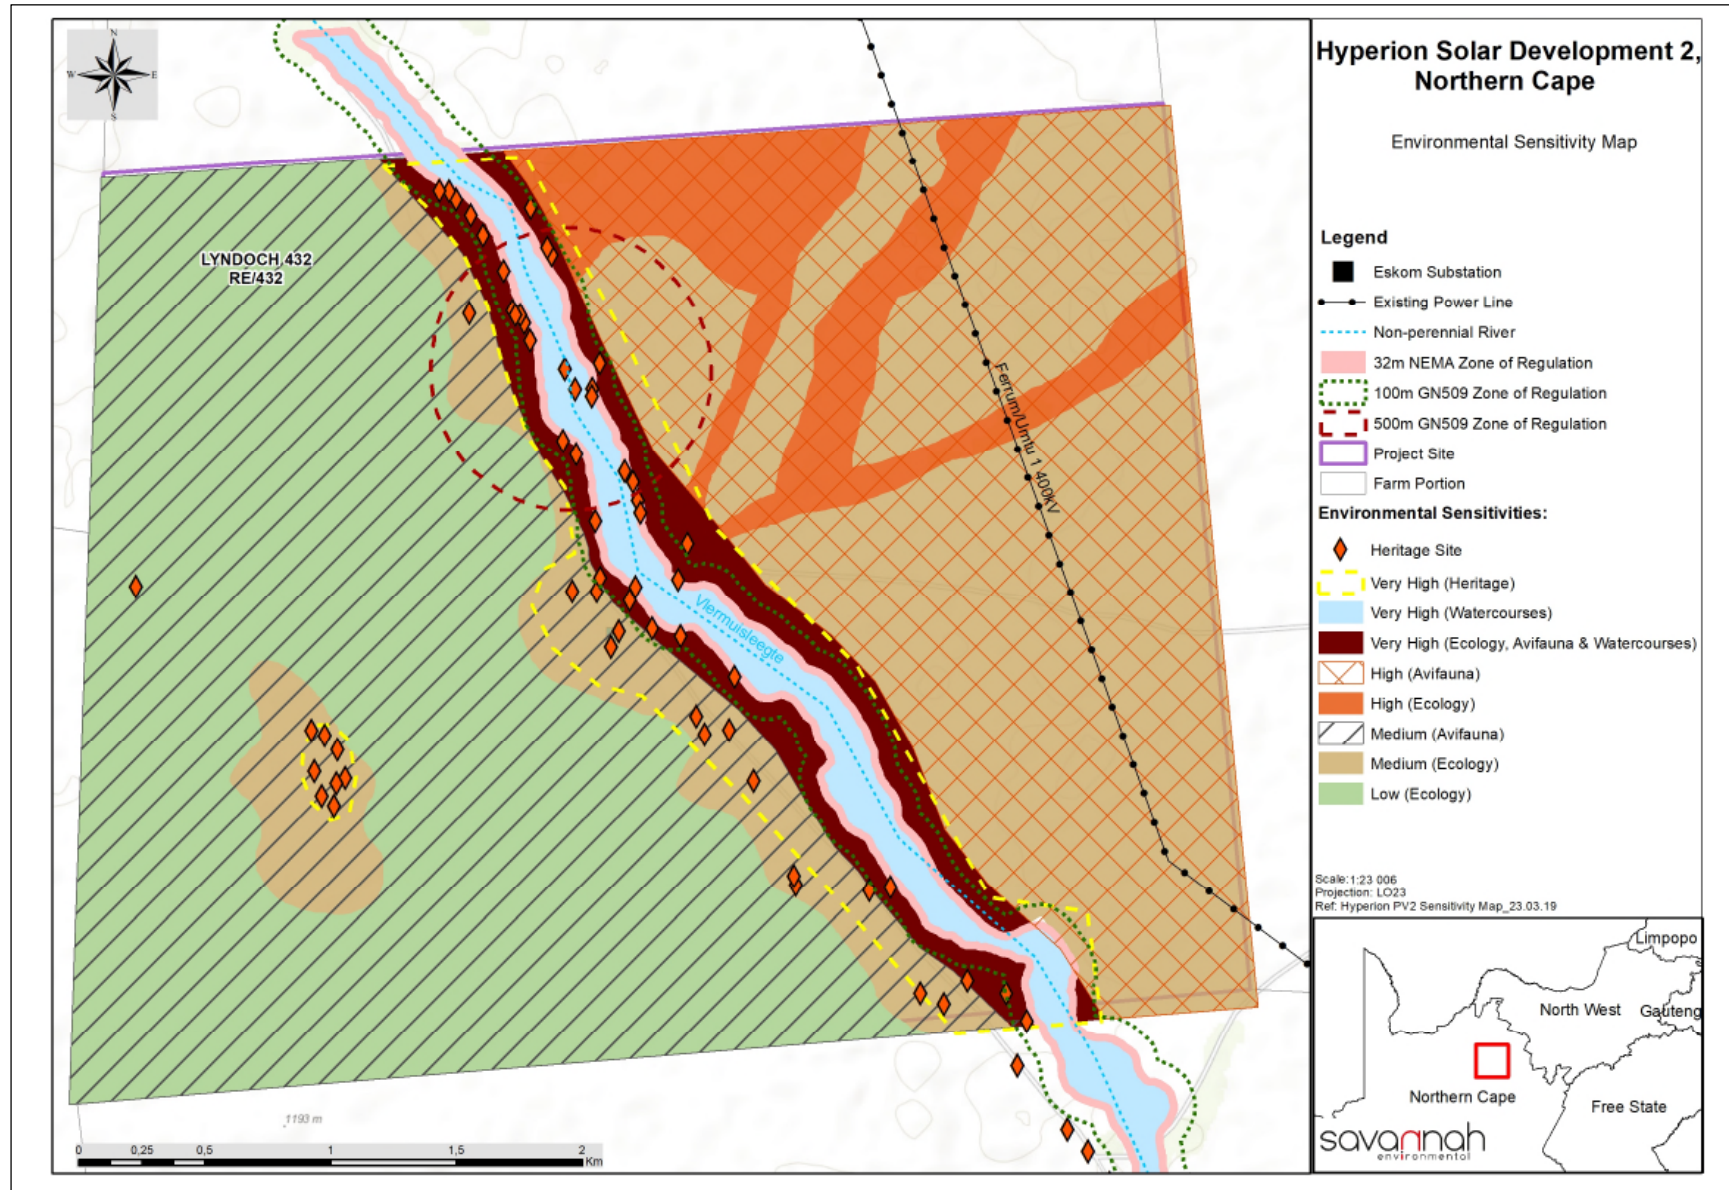 Hyperion Solar Development 2,
Northern Cape
Environmental Sensitivity Map
Legend
Eskom Substation
Existing Power Line
Non-perennial River
32m NEMA Zone of Regulation
100m GN509 Zone of Regulation
500m GN509 Zone of Regulation
Project Site
Farm Portion
Environmental Sensitivities:
Heritage Site
Very High (Heritage)
Very High (Watercourses)
Very High (Ecology, Avifauna & Watercourses)
High (Avifauna)
High (Ecology)
Medium (Avifauna)
Medium (Ecology)
Low (Ecology)
Scale:1:23 006
Projection: LO23
Ref: Hyperion PV2 Sensitivity Map_23.03.19
Limpopo
North West
Gauteng
Northern Cape
Free State
savannah
environmental
N
W
E
S
LYNDOCH 432
RE/432
Ferrum/Umtu 1 400kV
Vlermuisleegte
1193 m
0 0,25 0,5 1 1,5 2
Km